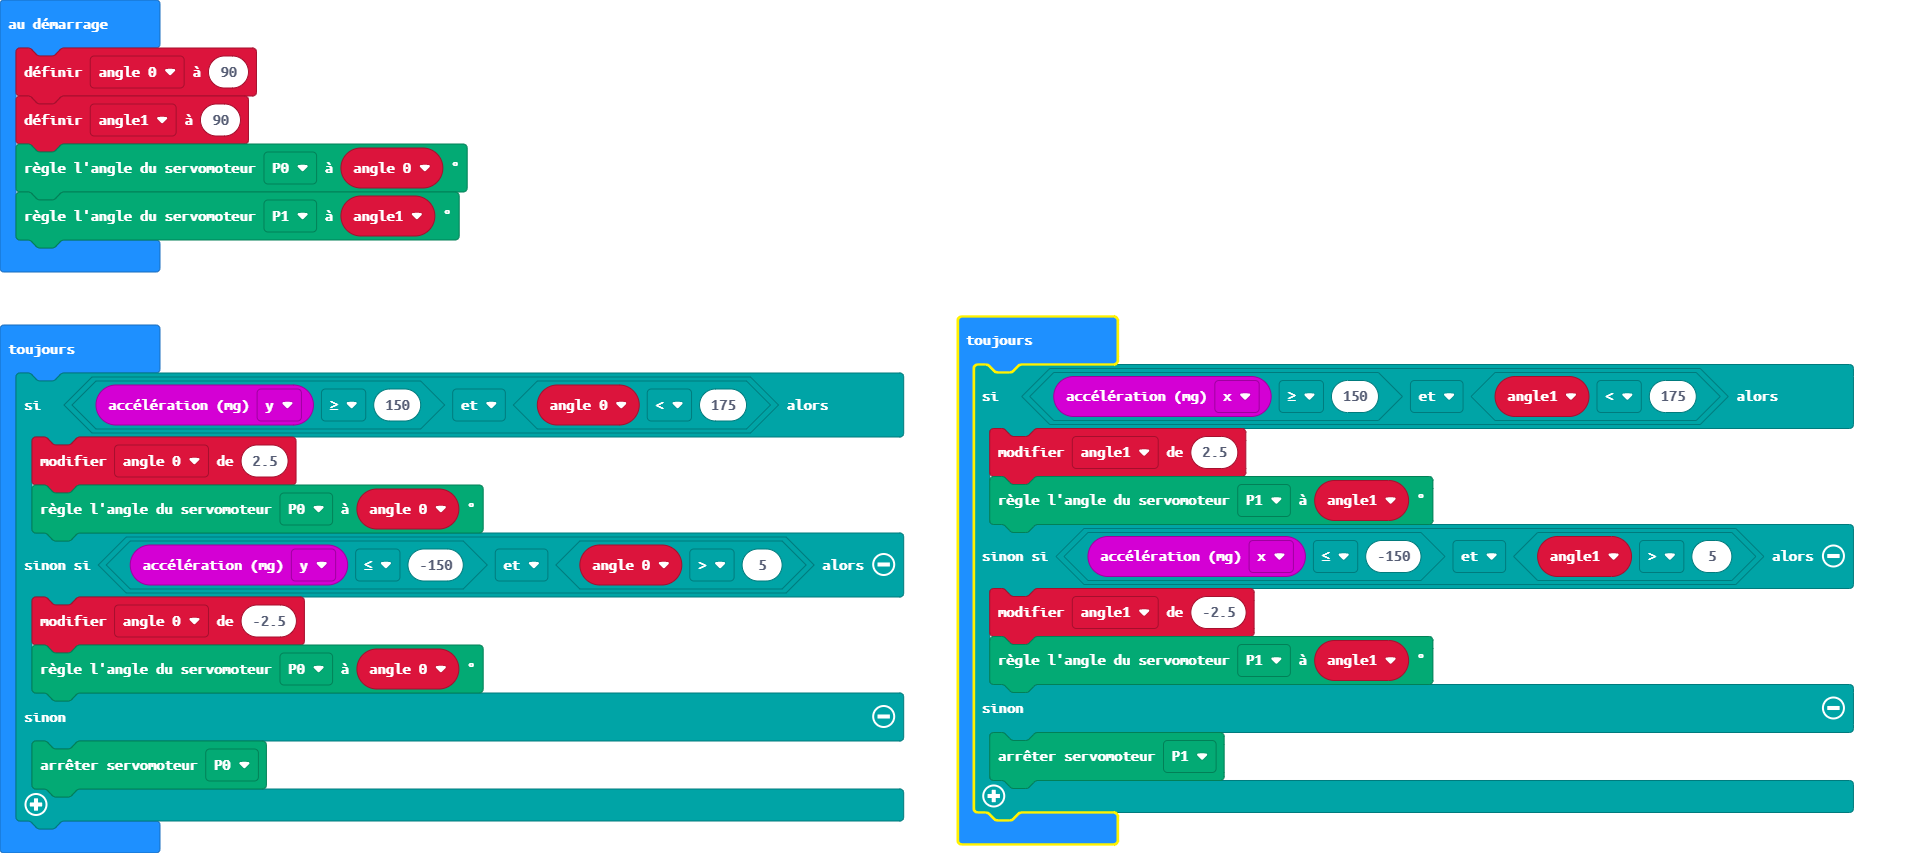 au démarrage
définir angle 0 à 90
définir angle1 à 90
règle l'angle du servomoteur P0 à angle 0 °
règle l'angle du servomoteur P1 à angle1 °
toujours
si accélération (mg) y ≥ 150 et angle 0 < 175 alors
modifier angle 0 de 2.5
règle l'angle du servomoteur P0 à angle 0 °
sinon si accélération (mg) y ≤ -150 et angle 0 > 5 alors
modifier angle 0 de -2.5
règle l'angle du servomoteur P0 à angle 0 °
sinon
arrêter servomoteur P0
toujours
si accélération (mg) x ≥ 150 et angle1 < 175 alors
modifier angle1 de 2.5
règle l'angle du servomoteur P1 à angle1 °
sinon si accélération (mg) x ≤ -150 et angle1 > 5 alors
modifier angle1 de -2.5
règle l'angle du servomoteur P1 à angle1 °
sinon
arrêter servomoteur P1